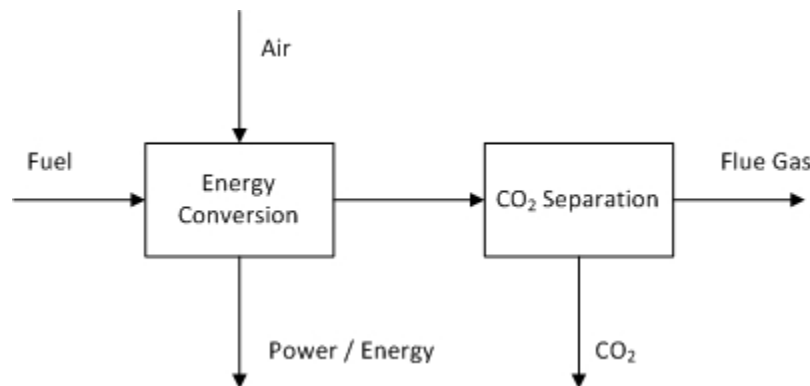 Air
Fuel
Energy
Conversion
CO₂ Separation
Flue Gas
Power / Energy
CO₂